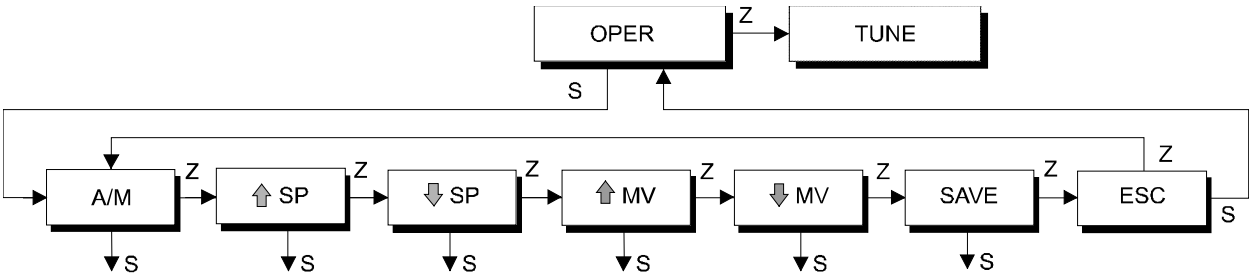 OPER Z TUNE
S
Z
A/M Z ⇧ SP Z ⇩ SP Z ⇧ MV Z ⇩ MV Z SAVE Z ESC S
S S S S S S